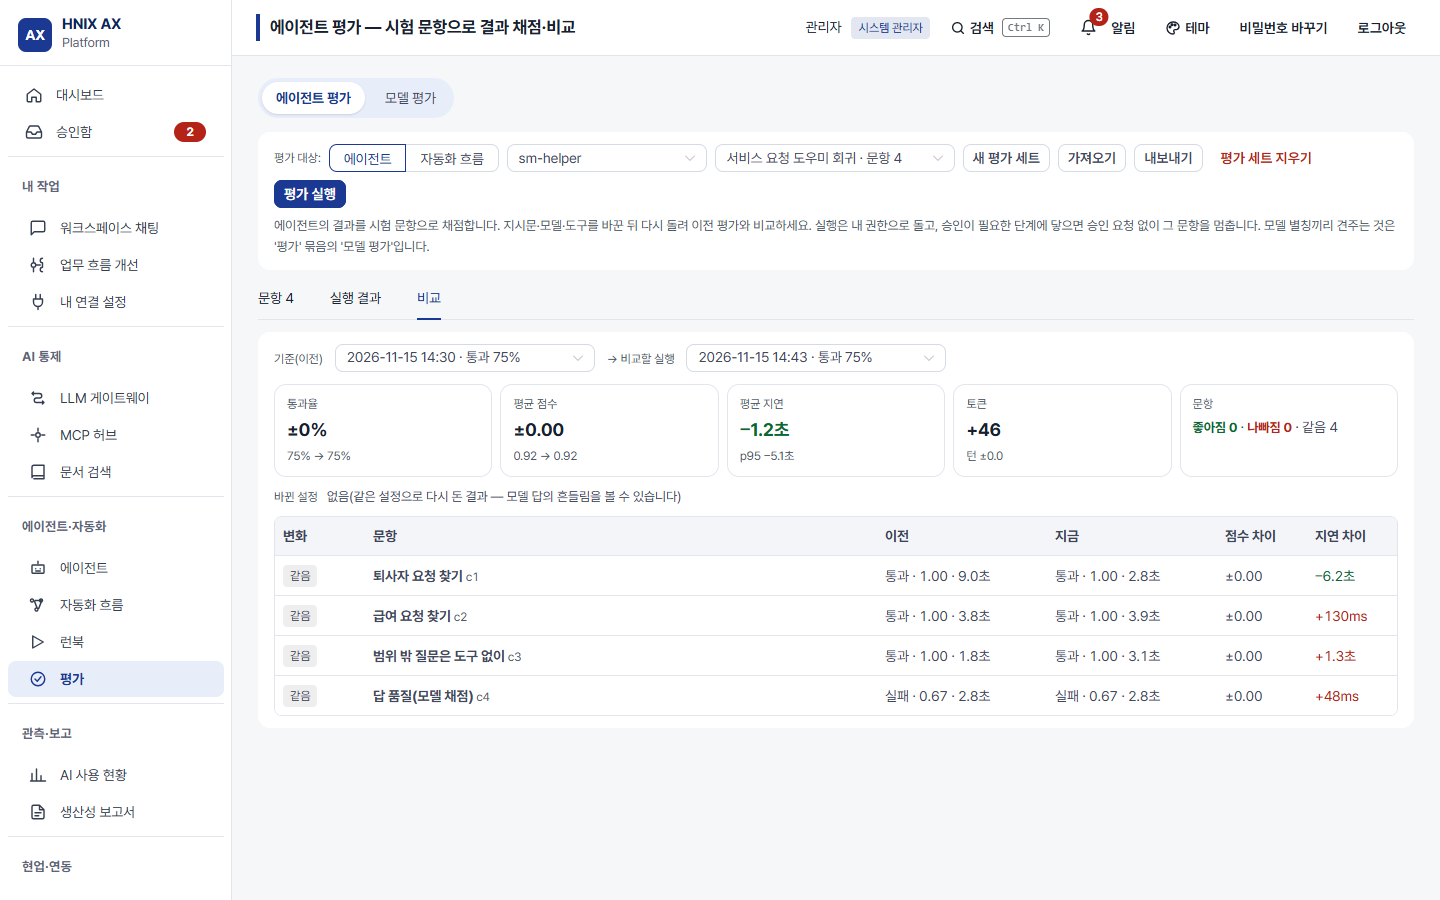 AX
HNIX AX
Platform
대시보드
승인함 2
내 작업
워크스페이스 채팅
업무 흐름 개선
내 연결 설정
AI 통제
LLM 게이트웨이
MCP 허브
문서 검색
에이전트·자동화
에이전트
자동화 흐름
런북
평가
관측·보고
AI 사용 현황
생산성 보고서
현업·연동
에이전트 평가 — 시험 문항으로 결과 채점·비교
관리자 시스템 관리자 검색 Ctrl K 3 알림 테마 비밀번호 바꾸기 로그아웃
에이전트 평가 모델 평가
평가 대상: 에이전트 자동화 흐름 sm-helper 서비스 요청 도우미 회귀 · 문항 4 새 평가 세트 가져오기 내보내기 평가 세트 지우기
평가 실행
에이전트의 결과를 시험 문항으로 채점합니다. 지시문·모델·도구를 바꾼 뒤 다시 돌려 이전 평가와 비교하세요. 실행은 내 권한으로 돌고, 승인이 필요한 단계에 닿으면 승인 요청 없이 그 문항을 멈춥니다. 모델 별칭끼리 견주는 것은
'평가' 묶음의 '모델 평가'입니다.
문항 4 실행 결과 비교
기준(이전) 2026-11-15 14:30 · 통과 75% → 비교할 실행 2026-11-15 14:43 · 통과 75%
통과율
±0%
75% → 75%
평균 점수
±0.00
0.92 → 0.92
평균 지연
−1.2초
p95 −5.1초
토큰
+46
턴 ±0.0
문항
좋아짐 0 · 나빠짐 0 · 같음 4
바뀐 설정 없음(같은 설정으로 다시 돈 결과 — 모델 답의 흔들림을 볼 수 있습니다)
변화 문항 이전 지금 점수 차이 지연 차이
같음 퇴사자 요청 찾기 c1 통과 · 1.00 · 9.0초 통과 · 1.00 · 2.8초 ±0.00 −6.2초
같음 급여 요청 찾기 c2 통과 · 1.00 · 3.8초 통과 · 1.00 · 3.9초 ±0.00 +130ms
같음 범위 밖 질문은 도구 없이 c3 통과 · 1.00 · 1.8초 통과 · 1.00 · 3.1초 ±0.00 +1.3초
같음 답 품질(모델 채점) c4 실패 · 0.67 · 2.8초 실패 · 0.67 · 2.8초 ±0.00 +48ms